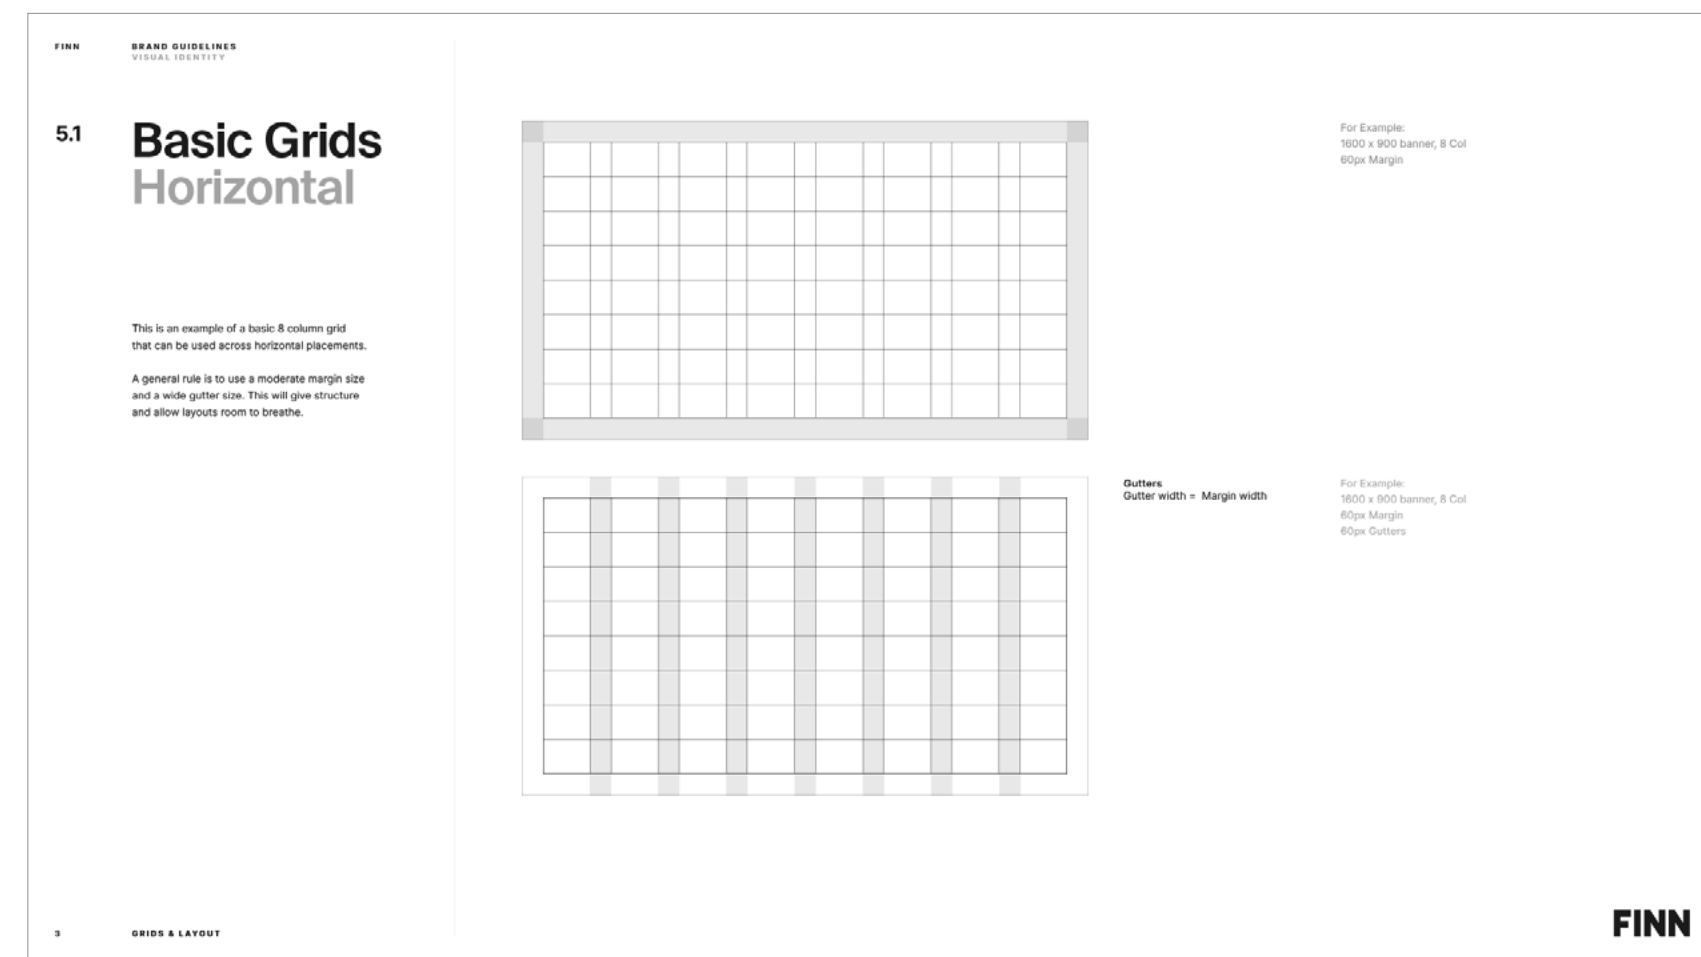 FINN
BRAND GUIDELINES
VISUAL IDENTITY
5.1
Basic Grids
Horizontal
This is an example of a basic 8 column grid
that can be used across horizontal placements.
A general rule is to use a moderate margin size
and a wide gutter size. This will give structure
and allow layouts room to breathe.
For Example:
1600 x 900 banner, 8 Col
60px Margin
Gutters
Gutter width = Margin width
For Example:
1600 x 900 banner, 8 Col
60px Margin
60px Gutters
3
GRIDS & LAYOUT
FINN